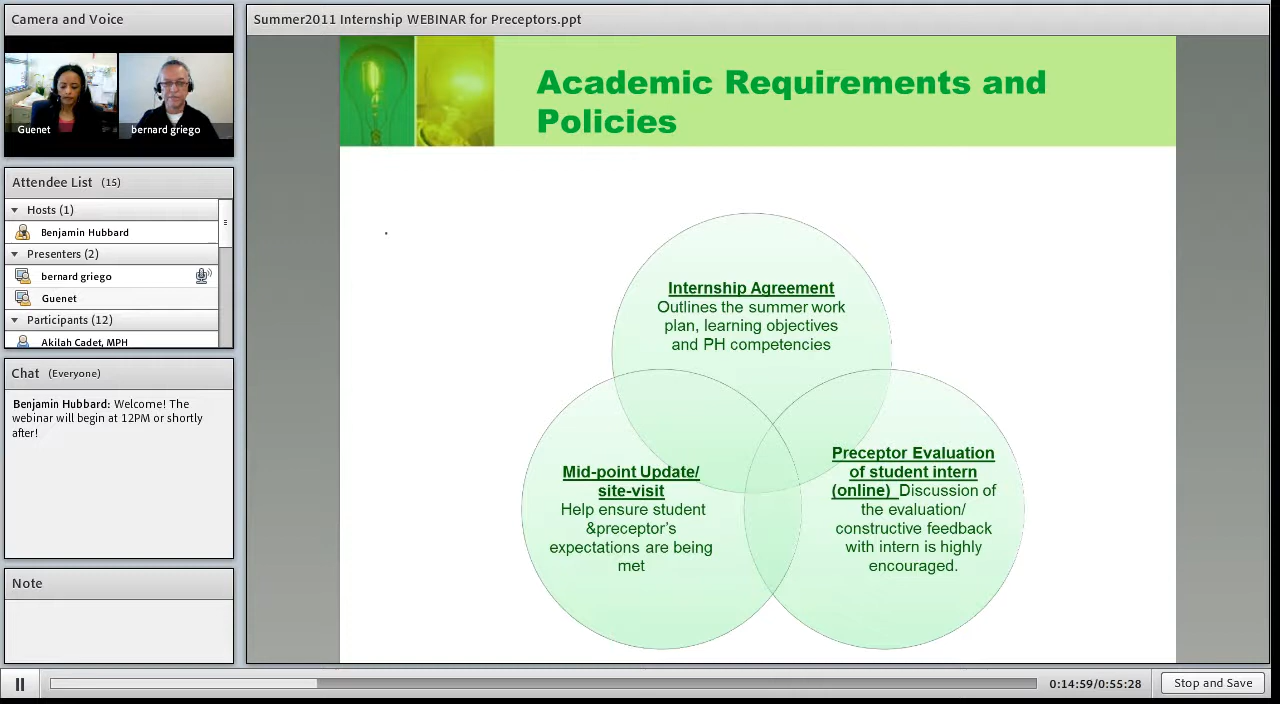 Camera and Voice
Guenet
bernard griego
Attendee List (15)
Hosts (1)
Benjamin Hubbard
Presenters (2)
bernard griego
Guenet
Participants (12)
Akilah Cadet, MPH
Chat (Everyone)
Benjamin Hubbard: Welcome! The
webinar will begin at 12PM or shortly
after!
Note
Summer2011 Internship WEBINAR for Preceptors.ppt
Academic Requirements and
Policies
Internship Agreement
Outlines the summer work
plan, learning objectives
and PH competencies
Mid-point Update/
site-visit
Help ensure student
&preceptor's
expectations are being
met
Preceptor Evaluation
of student intern
(online) Discussion of
the evaluation/
constructive feedback
with intern is highly
encouraged.
0:14:59/0:55:28
Stop and Save